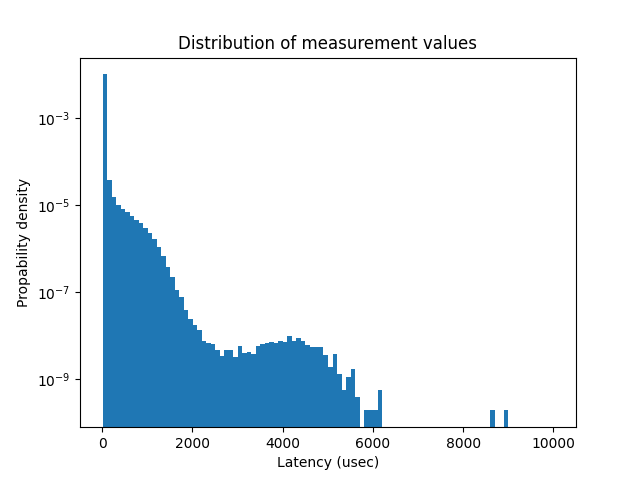 Distribution of measurement values
10⁻³
10⁻⁵
10⁻⁷
10⁻⁹
Propability density
0 2000 4000 6000 8000 10000
Latency (usec)